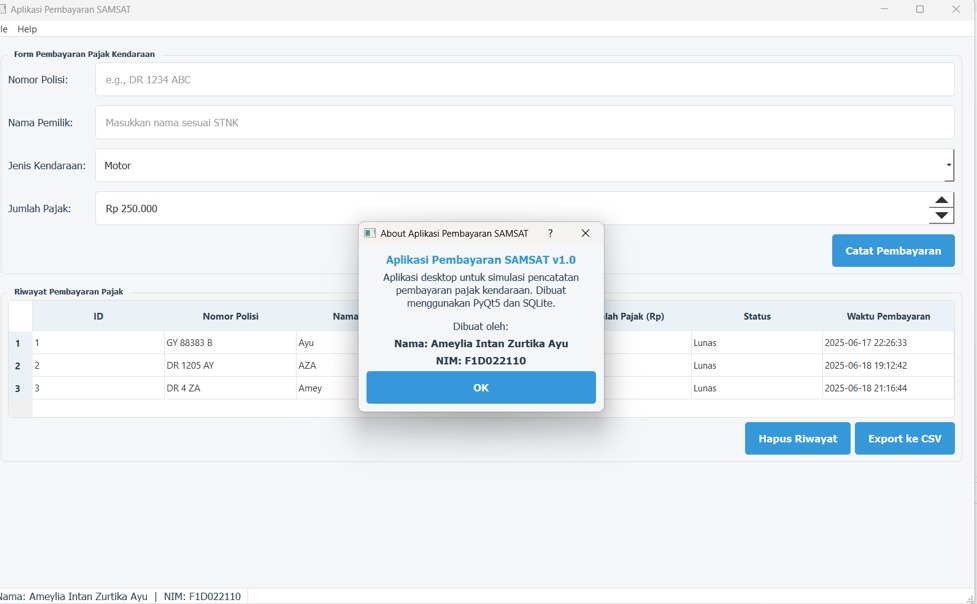 Aplikasi Pembayaran SAMSAT
le Help
Form Pembayaran Pajak Kendaraan
Nomor Polisi: e.g., DR 1234 ABC
Nama Pemilik: Masukkan nama sesuai STNK
Jenis Kendaraan: Motor
Jumlah Pajak: Rp 250.000
Catat Pembayaran
About Aplikasi Pembayaran SAMSAT ?
Aplikasi Pembayaran SAMSAT v1.0
Aplikasi desktop untuk simulasi pencatatan
pembayaran pajak kendaraan. Dibuat
menggunakan PyQt5 dan SQLite.
Dibuat oleh:
Nama: Ameylia Intan Zurtika Ayu
NIM: F1D022110
OK
Riwayat Pembayaran Pajak
ID Nomor Polisi Nama lah Pajak (Rp) Status Waktu Pembayaran
1 1 GY 88383 B Ayu Lunas 2025-06-17 22:26:33
2 2 DR 1205 AY AZA Lunas 2025-06-18 19:12:42
3 3 DR 4 ZA Amey Lunas 2025-06-18 21:16:44
Hapus Riwayat Export ke CSV
Nama: Ameylia Intan Zurtika Ayu | NIM: F1D022110